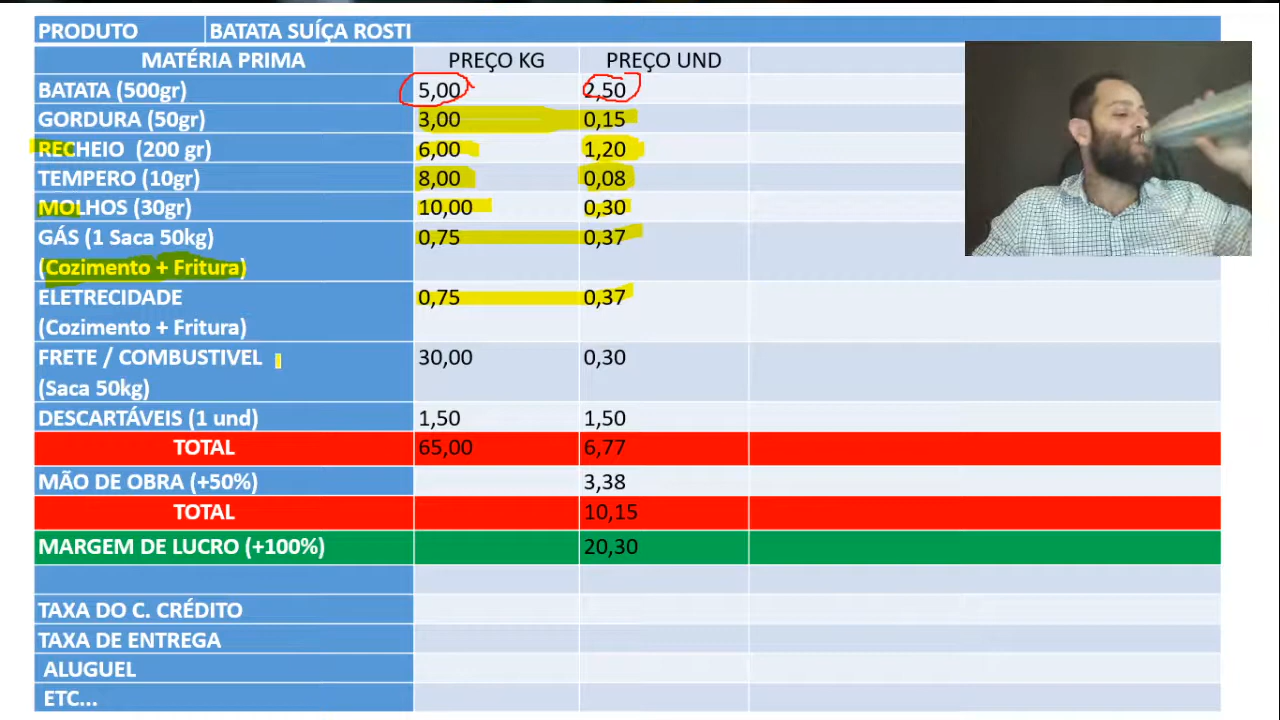 PRODUTO BATATA SUÍÇA ROSTI
MATÉRIA PRIMA PREÇO KG PREÇO UND
BATATA (500gr) 5,00 2,50
GORDURA (50gr) 3,00 0,15
RECHEIO (200 gr) 6,00 1,20
TEMPERO (10gr) 8,00 0,08
MOLHOS (30gr) 10,00 0,30
GÁS (1 Saca 50kg) 0,75 0,37
(Cozimento + Fritura)
ELETRECIDADE 0,75 0,37
(Cozimento + Fritura)
FRETE / COMBUSTIVEL 30,00 0,30
(Saca 50kg)
DESCARTÁVEIS (1 und) 1,50 1,50
TOTAL 65,00 6,77
MÃO DE OBRA (+50%) 3,38
TOTAL 10,15
MARGEM DE LUCRO (+100%) 20,30
TAXA DO C. CRÉDITO
TAXA DE ENTREGA
ALUGUEL
ETC...